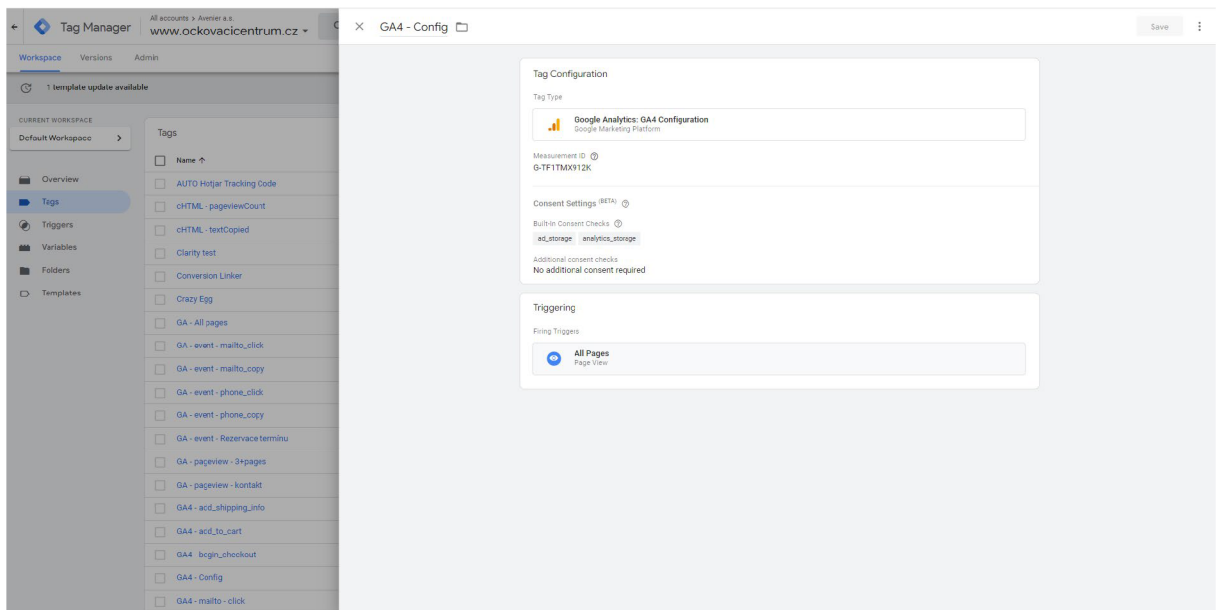 Tag Manager
All accounts > Avenier a.s.
www.ockovacicentrum.cz
GA4 - Config
Save
Workspace Versions Admin
1 template update available
CURRENT WORKSPACE
Default Workspace
Overview
Tags
Triggers
Variables
Folders
Templates
Tags
Name
AUTO Hotjar Tracking Code
cHTML - pageviewCount
cHTML - textCopied
Clarity test
Conversion Linker
Crazy Egg
GA - All pages
GA - event - mailto_click
GA - event - mailto_copy
GA - event - phone_click
GA - event - phone_copy
GA - event - Rezervace termínu
GA - pageview - 3+pages
GA - pageview - kontakt
GA4 - add_shipping_info
GA4 - add_to_cart
GA4 - begin_checkout
GA4 - Config
GA4 - mailto - click
Tag Configuration
Tag Type
Google Analytics: GA4 Configuration
Google Marketing Platform
Measurement ID
G-TF1TMX912K
Consent Settings (BETA)
Built-In Consent Checks
ad_storage analytics_storage
Additional consent checks
No additional consent required
Triggering
Firing Triggers
All Pages
Page View